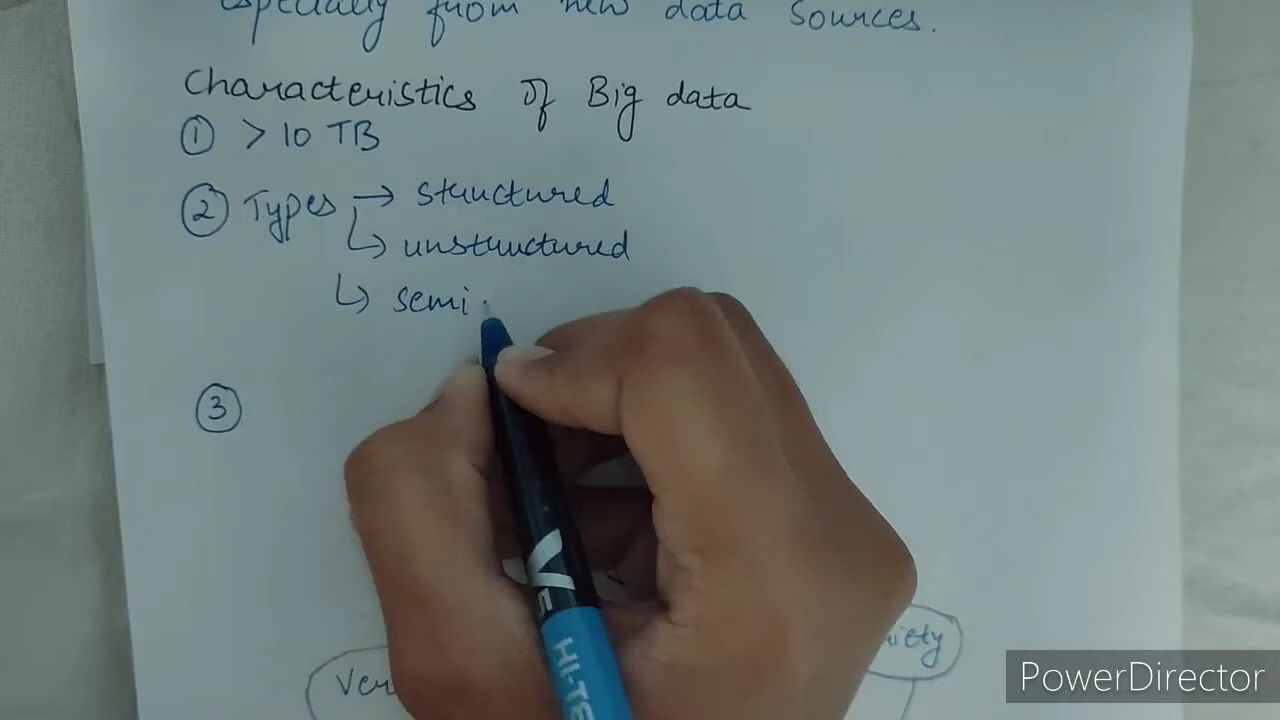 especially from new data sources.
Characteristics of Big data
① > 10 TB
② Types → structured
↳ unstructured
↳ semi
③
HI-TE
PowerDirector